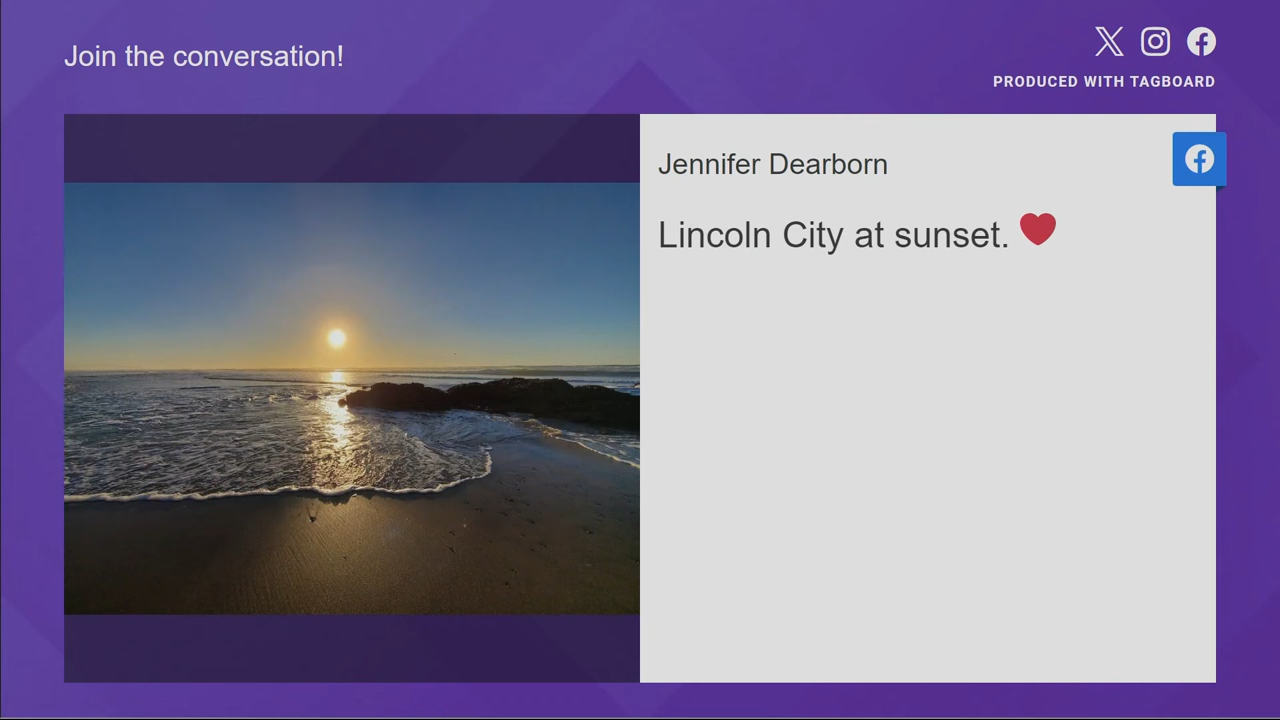 Join the conversation!
PRODUCED WITH TAGBOARD
Jennifer Dearborn
Lincoln City at sunset. ❤